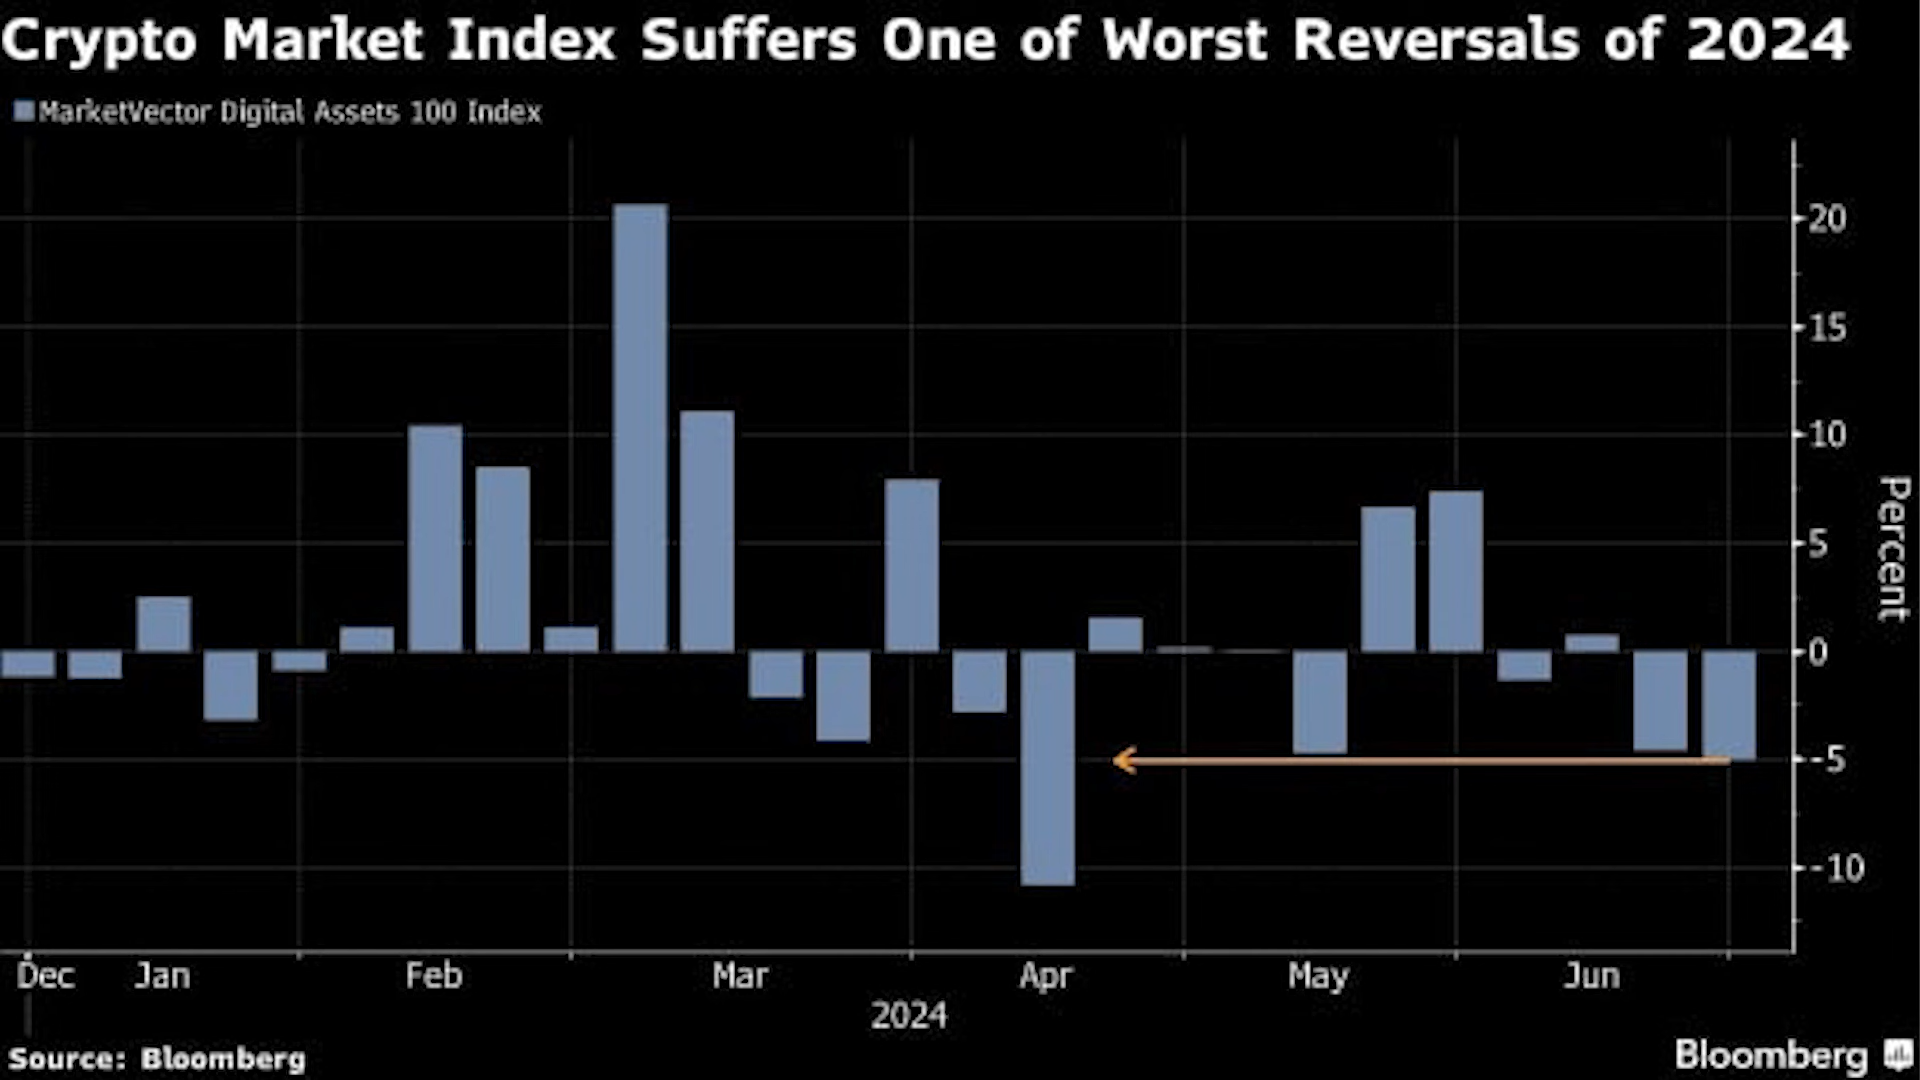 Crypto Market Index Suffers One of Worst Reversals of 2024
MarketVector Digital Assets 100 Index
20
15
10
5
0
-5
-10
Percent
Dec Jan Feb Mar Apr May Jun
2024
Source: Bloomberg
Bloomberg